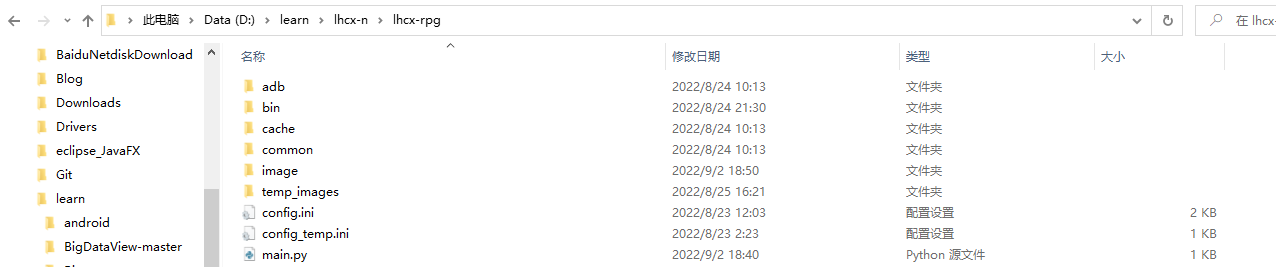 此电脑 › Data (D:) › learn › lhcx-n › lhcx-rpg
在 lhcx-
BaiduNetdiskDownload
Blog
Downloads
Drivers
eclipse_JavaFX
Git
learn
android
BigDataView-master
名称 修改日期 类型 大小
adb 2022/8/24 10:13 文件夹
bin 2022/8/24 21:30 文件夹
cache 2022/8/24 10:13 文件夹
common 2022/8/24 10:13 文件夹
image 2022/9/2 18:50 文件夹
temp_images 2022/8/25 16:21 文件夹
config.ini 2022/8/23 12:03 配置设置 2 KB
config_temp.ini 2022/8/23 2:23 配置设置 1 KB
main.py 2022/9/2 18:40 Python 源文件 1 KB